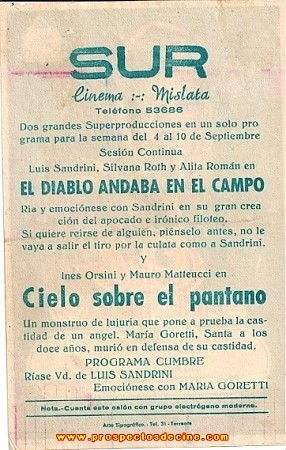 SUR
Cinema :-: Mislata
Teléfono 53686
Dos grandes Superproducciones en un solo pro
grama para la semana del 4 al 10 de Septiembre
Sesión Continua
Luis Sandrini, Silvana Roth y Alita Román en
EL DIABLO ANDABA EN EL CAMPO
Ria y emociónese con Sandrini en su gran crea
ción del apocado e irónico filoteo.
Si quiere reirse de alguien, piénselo antes, no le
vaya a salir el tiro por la culata como a Sandrini.
Y
Ines Orsini y Mauro Matteucci en
Cielo sobre el pantano
Un monstruo de lujuria que pone a prueba la cas-
tidad de un angel. María Goretti, Santa a los
doce años, murió en defensa de su castidad.
PROGRAMA CUMBRE
Ríase Vd. de LUIS SANDRINI
Emociónese con MARIA GORETTI
Nota.-Cuenta este salón con grupo electrógeno moderno.
Arte Tipográfico. - Tel. 31 - Torrente
www.prospectosdecine.com